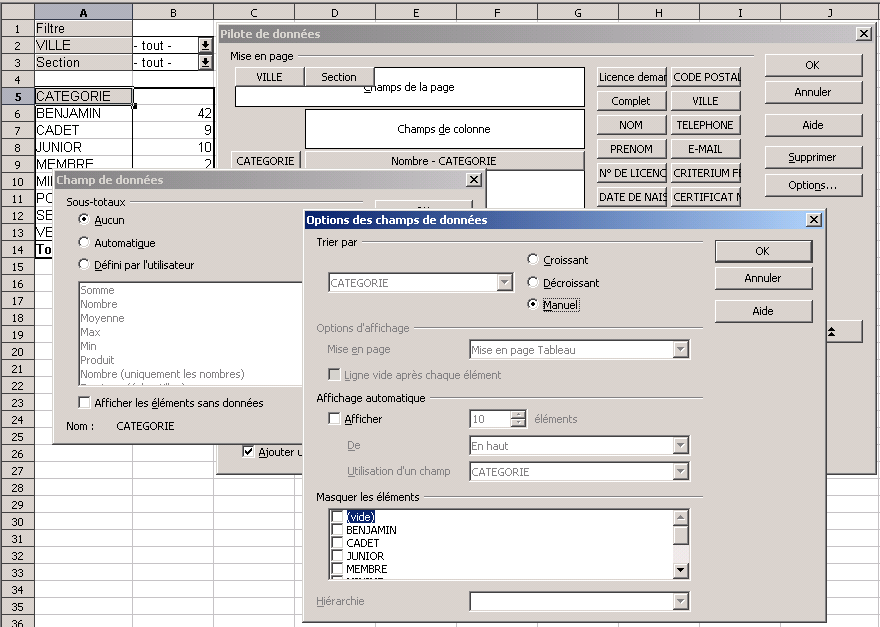 A B C D E F G H I J
1 Filtre
2 VILLE - tout -
3 Section - tout -
4
5 CATEGORIE
6 BENJAMIN 42
7 CADET 9
8 JUNIOR 10
9 MEMBRE 2
10
11
12
13
14
15
16
17
18
19
20
21
22
23
24
25
26
27
28
29
30
31
32
33
34
35
36
Pilote de données
Mise en page
VILLE Section
Champs de la page
Champs de colonne
CATEGORIE Nombre - CATEGORIE
Licence deman CODE POSTAL
Complet VILLE
NOM TELEPHONE
PRENOM E-MAIL
N° DE LICENC CRITERIUM F
DATE DE NAIS CERTIFICAT M
OK
Annuler
Aide
Supprimer
Options...
Ajouter u
Champ de données
Sous-totaux
Aucun
Automatique
Défini par l'utilisateur
Somme
Nombre
Moyenne
Max
Min
Produit
Nombre (uniquement les nombres)
Afficher les éléments sans données
Nom : CATEGORIE
Options des champs de données
Trier par
CATEGORIE
Croissant
Décroissant
Manuel
OK
Annuler
Aide
Options d'affichage
Mise en page Mise en page Tableau
Ligne vide après chaque élément
Affichage automatique
Afficher 10 éléments
De En haut
Utilisation d'un champ CATEGORIE
Masquer les éléments
(vide)
BENJAMIN
CADET
JUNIOR
MEMBRE
Hiérarchie